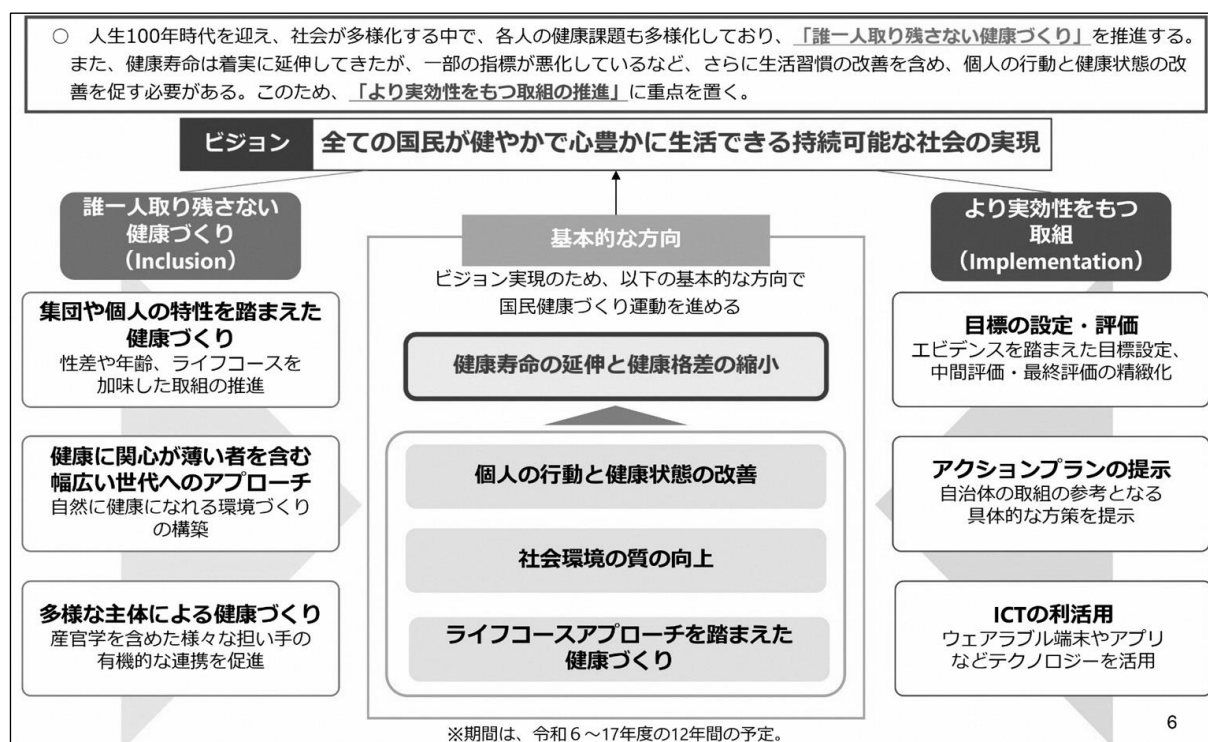 ○　人生100年時代を迎え、社会が多様化する中で、各人の健康課題も多様化しており、「誰一人取り残さない健康づくり」を推進する。
また、健康寿命は着実に延伸してきたが、一部の指標が悪化しているなど、さらに生活習慣の改善を含め、個人の行動と健康状態の改
善を促す必要がある。このため、「より実効性をもつ取組の推進」に重点を置く。
ビジョン　全ての国民が健やかで心豊かに生活できる持続可能な社会の実現
誰一人取り残さない
健康づくり
（Inclusion）
集団や個人の特性を踏まえた
健康づくり
性差や年齢、ライフコースを
加味した取組の推進
健康に関心が薄い者を含む
幅広い世代へのアプローチ
自然に健康になれる環境づくり
の構築
多様な主体による健康づくり
産官学を含めた様々な担い手の
有機的な連携を促進
基本的な方向
ビジョン実現のため、以下の基本的な方向で
国民健康づくり運動を進める
健康寿命の延伸と健康格差の縮小
個人の行動と健康状態の改善
社会環境の質の向上
ライフコースアプローチを踏まえた
健康づくり
より実効性をもつ
取組
（Implementation）
目標の設定・評価
エビデンスを踏まえた目標設定、
中間評価・最終評価の精緻化
アクションプランの提示
自治体の取組の参考となる
具体的な方策を提示
ICTの利活用
ウェアラブル端末やアプリ
などテクノロジーを活用
※期間は、令和６～17年度の12年間の予定。
6